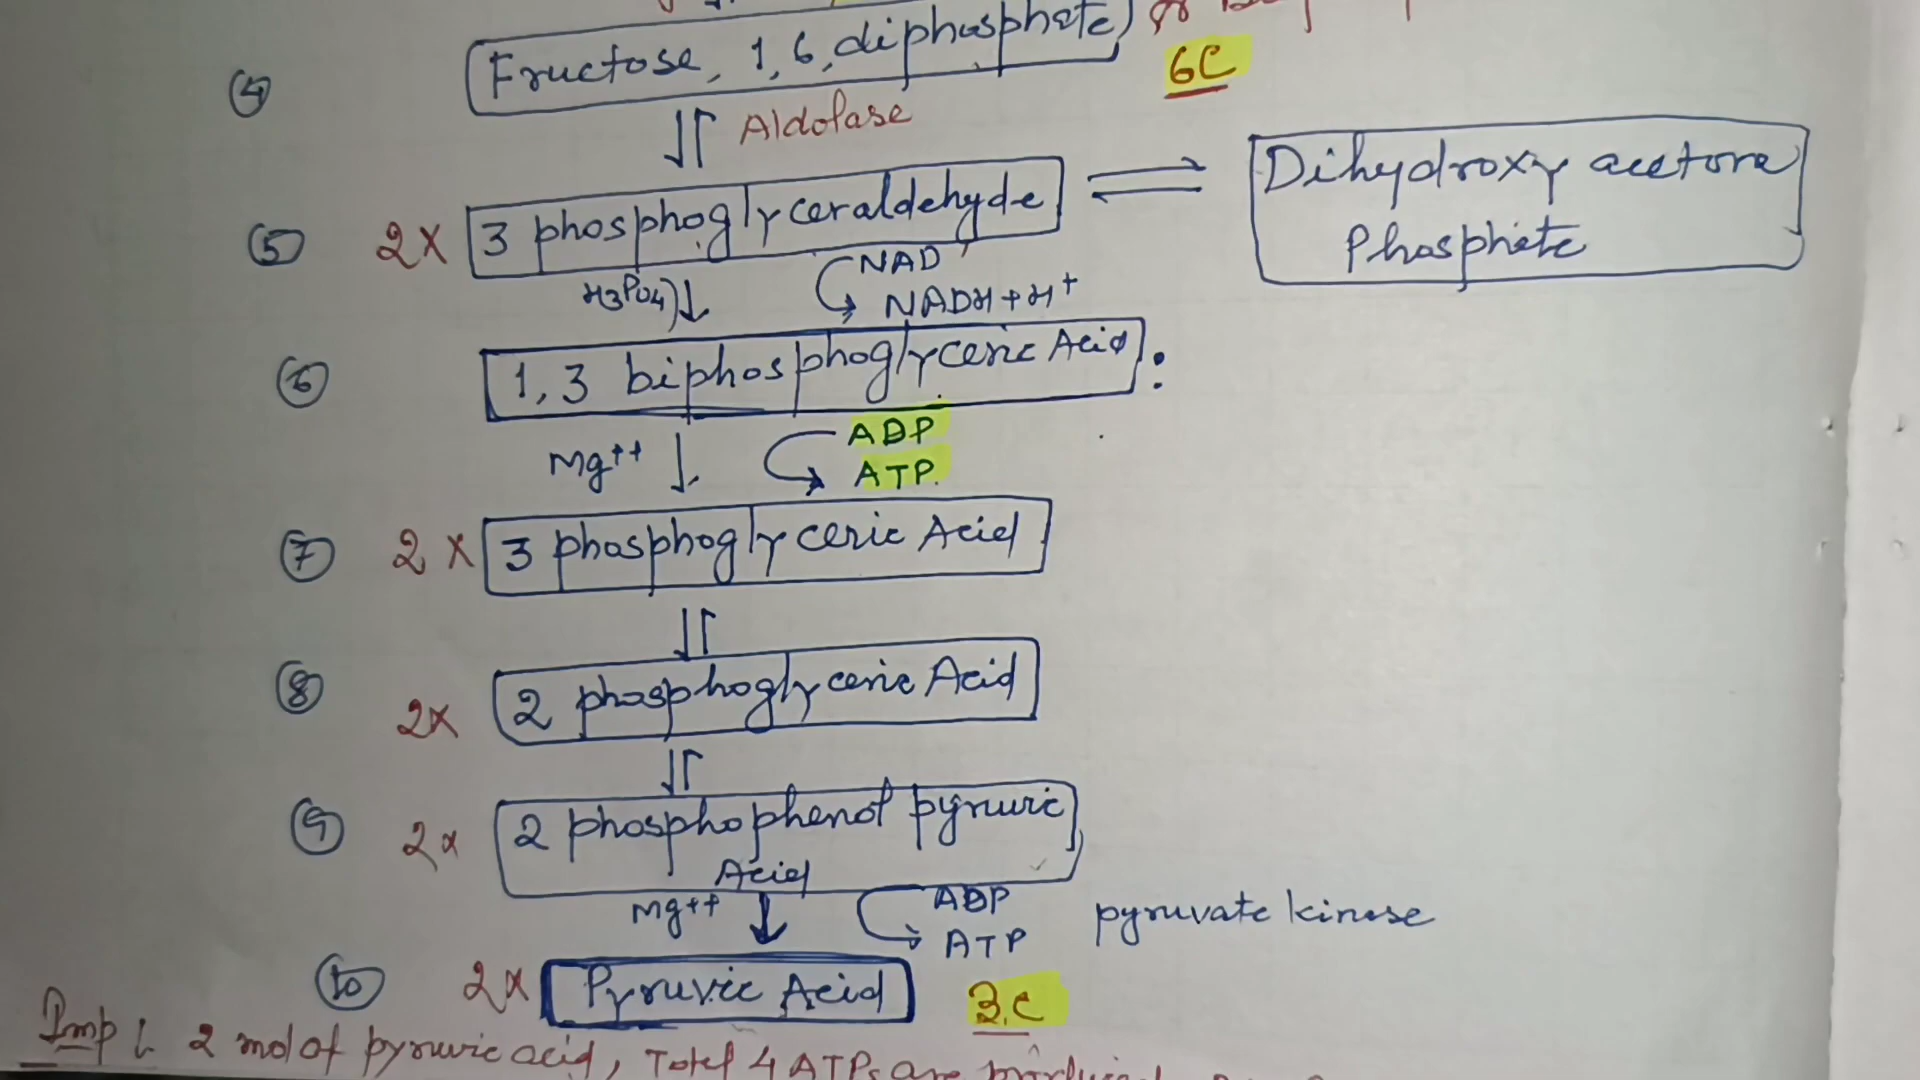 ④ Fructose, 1, 6, diphosphate) or
6C
Aldolase
⑤ 2X 3 phosphoglyceraldehyde ⇌ Dihydroxy acetone
Phosphate
H3PO4 NAD
NADH + H+
⑥ 1, 3 biphosphoglyceric Acid :
Mg++ ADP
ATP.
⑦ 2 X 3 phosphoglyceric Acid
⑧ 2X 2 phosphoglyceric Acid
⑨ 2x 2 phosphophenol pyruvic
Acid
Mg++ ADP
ATP pyruvate kinase
⑩ 2X Pyruvic Acid 3.C
Imp :. 2 mol of pyruvic acid, Total 4 ATPs are produced